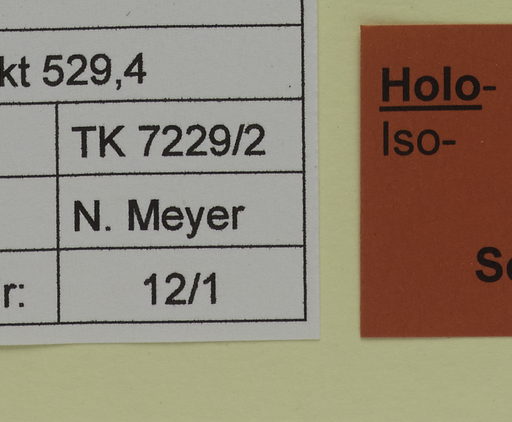 kt 529,4
TK 7229/2
N. Meyer
r: 12/1
Holo-
Iso-